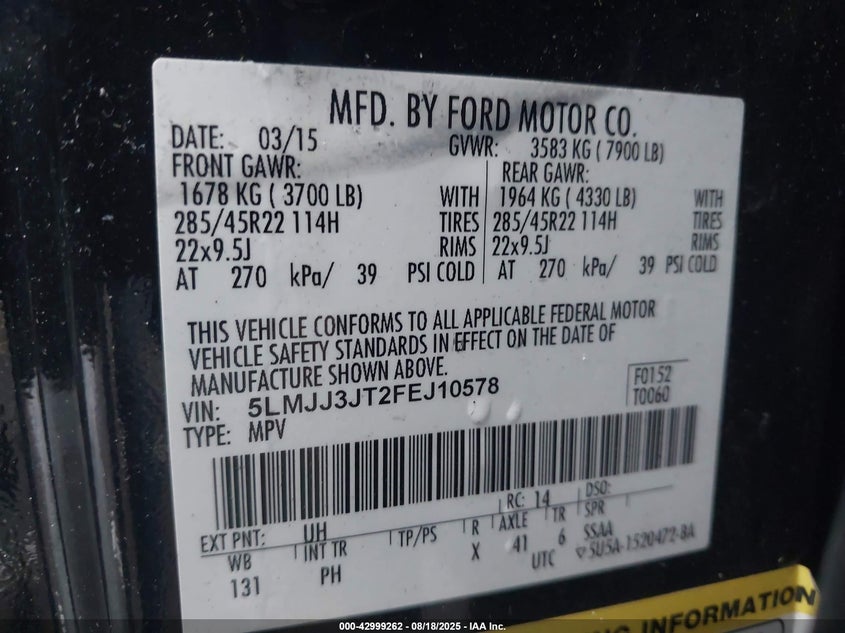 MFD. BY FORD MOTOR CO.
DATE: 03/15 GVWR: 3583 KG ( 7900 LB)
FRONT GAWR: REAR GAWR:
1678 KG ( 3700 LB) WITH 1964 KG ( 4330 LB) WITH
285/45R22 114H TIRES 285/45R22 114H TIRES
22x9.5J RIMS 22x9.5J RIMS
AT 270 kPa/ 39 PSI COLD AT 270 kPa/ 39 PSI COLD
THIS VEHICLE CONFORMS TO ALL APPLICABLE FEDERAL MOTOR
VEHICLE SAFETY STANDARDS IN EFFECT ON THE DATE OF
MANUFACTURE SHOWN ABOVE.
VIN: 5LMJJ3JT2FEJ10578 F0152
TYPE: MPV T0060
RC: 14 DSO:
EXT PNT: UH AXLE TR SPR
WB INT TR TP/PS R 41 6 SSAA
131 PH X UTC 5U5A-1520472-BA
INFORMATION
000-42999262 - 08/18/2025 - IAA Inc.